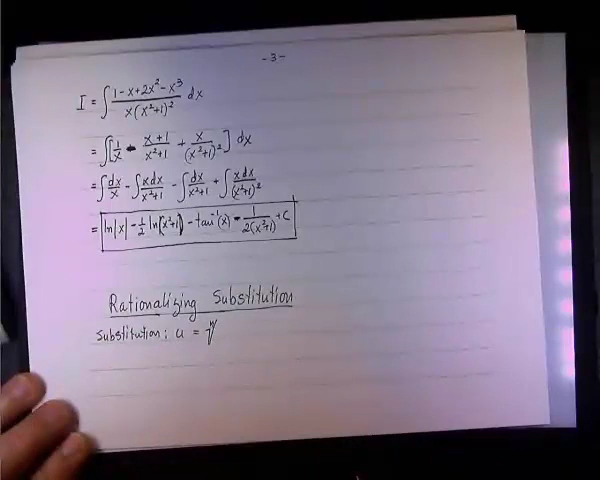 -3-
I = ∫ (1-x+2x²-x³)/(x(x²+1)²) dx
= ∫[1/x - (x+1)/(x²+1) + x/(x²+1)²] dx
= ∫ dx/x - ∫ xdx/(x²+1) - ∫ dx/(x²+1) + ∫ xdx/(x²+1)²
= ln|x| - 1/2 ln(x²+1) - tan⁻¹(x) - 1/(2(x²+1)) + C
Rationalizing Substitution
Substitution: u = ⁿ√